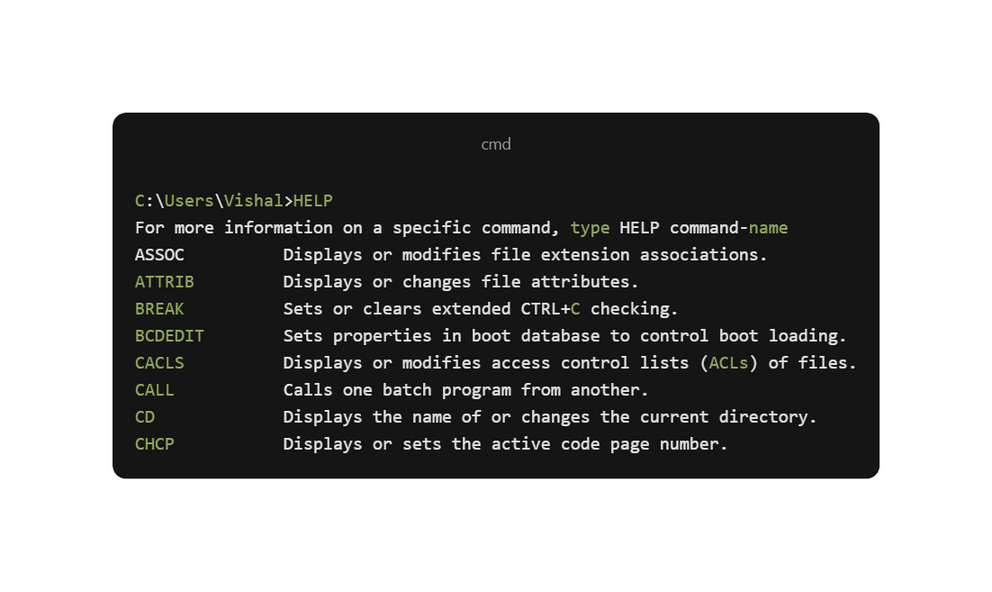 cmd
C:\Users\Vishal>HELP
For more information on a specific command, type HELP command-name
ASSOC          Displays or modifies file extension associations.
ATTRIB         Displays or changes file attributes.
BREAK          Sets or clears extended CTRL+C checking.
BCDEDIT        Sets properties in boot database to control boot loading.
CACLS          Displays or modifies access control lists (ACLs) of files.
CALL           Calls one batch program from another.
CD             Displays the name of or changes the current directory.
CHCP           Displays or sets the active code page number.